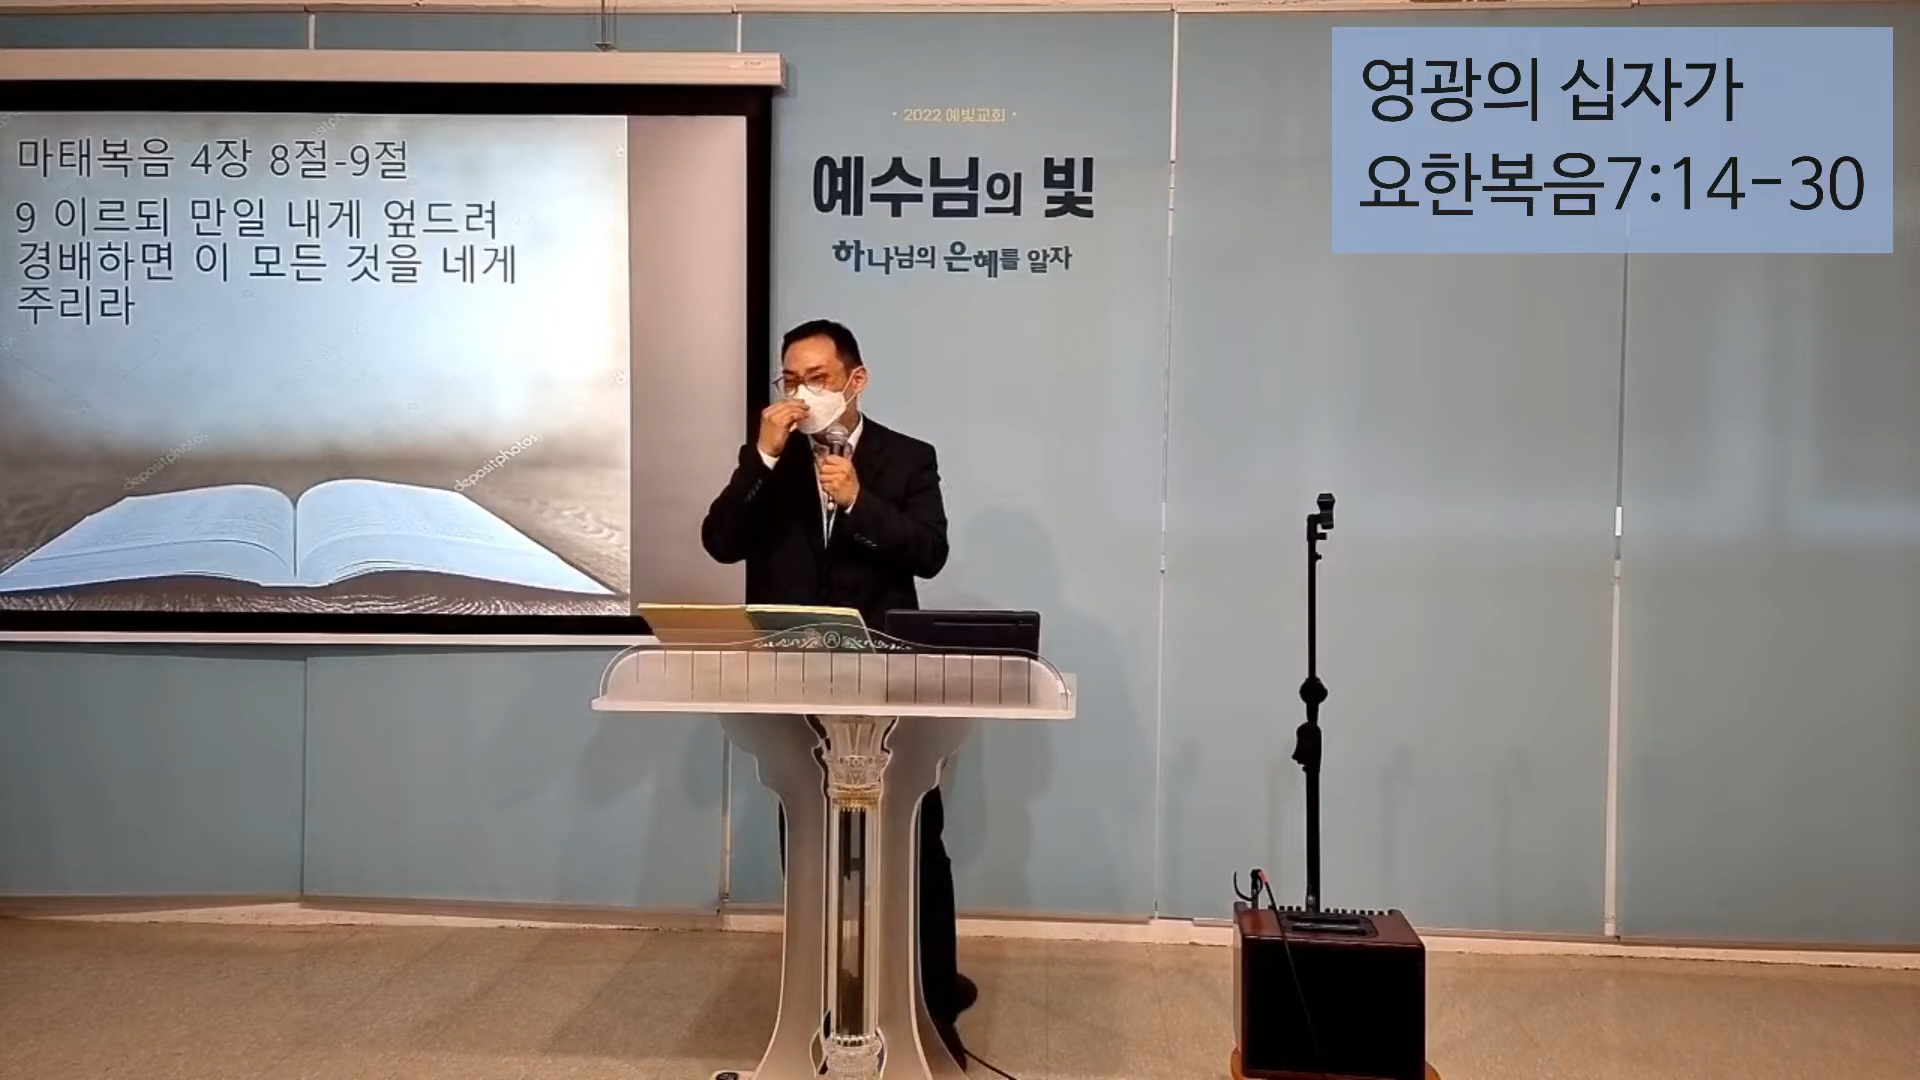 마태복음 4장 8절-9절
9 이르되 만일 내게 엎드려
경배하면 이 모든 것을 네게
주리라
depositphotos
depositphotos
· 2022 예빛교회 ·
예수님의 빛
하나님의 은혜를 알자
영광의 십자가
요한복음7:14-30